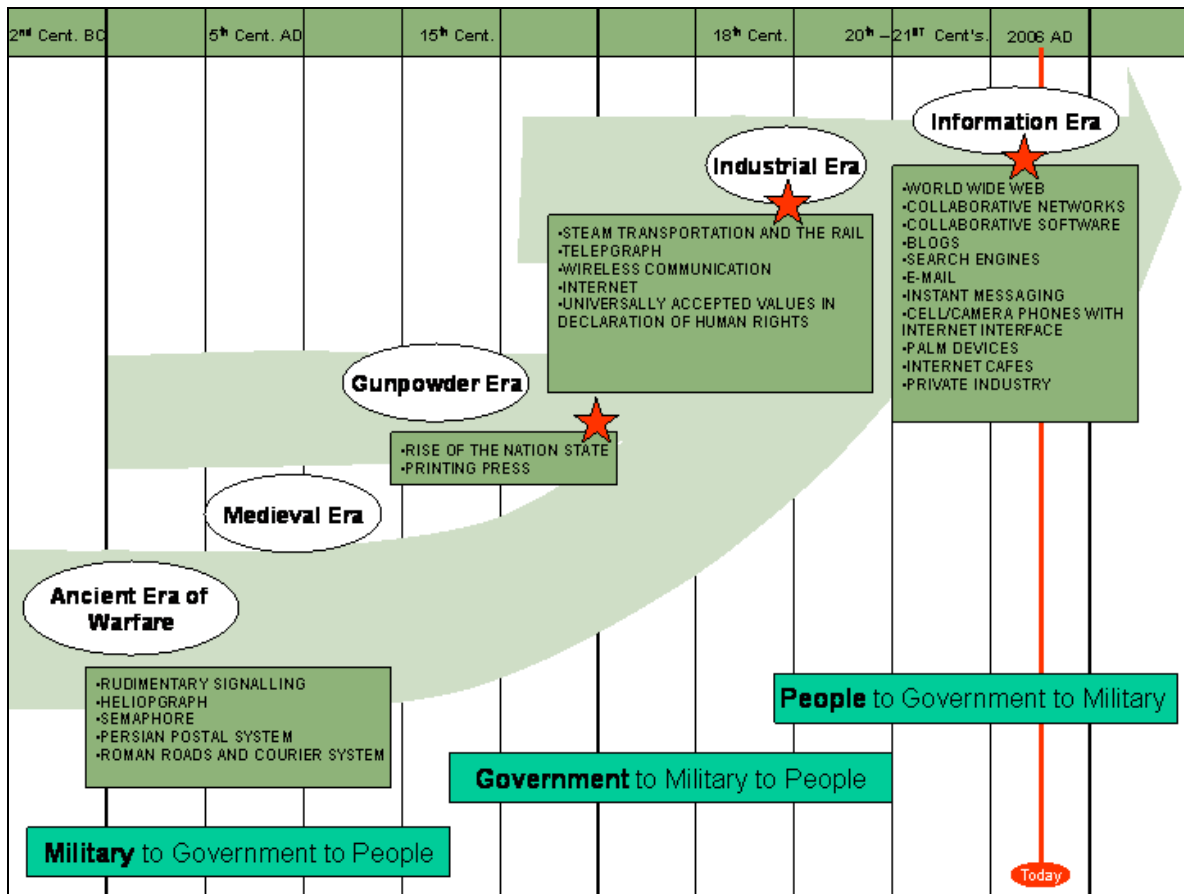 2nd Cent. BC
5th Cent. AD
15th Cent.
18th Cent.
20th – 21ST Cent's.
2006 AD
Information Era
•WORLD WIDE WEB
•COLLABORATIVE NETWORKS
•COLLABORATIVE SOFTWARE
•BLOGS
•SEARCH ENGINES
•E-MAIL
•INSTANT MESSAGING
•CELL/CAMERA PHONES WITH
INTERNET INTERFACE
•PALM DEVICES
•INTERNET CAFES
•PRIVATE INDUSTRY
Industrial Era
•STEAM TRANSPORTATION AND THE RAIL
•TELEPGRAPH
•WIRELESS COMMUNICATION
•INTERNET
•UNIVERSALLY ACCEPTED VALUES IN
DECLARATION OF HUMAN RIGHTS
Gunpowder Era
•RISE OF THE NATION STATE
•PRINTING PRESS
Medieval Era
Ancient Era of
Warfare
•RUDIMENTARY SIGNALLING
•HELIOPGRAPH
•SEMAPHORE
•PERSIAN POSTAL SYSTEM
•ROMAN ROADS AND COURIER SYSTEM
People to Government to Military
Government to Military to People
Military to Government to People
Today